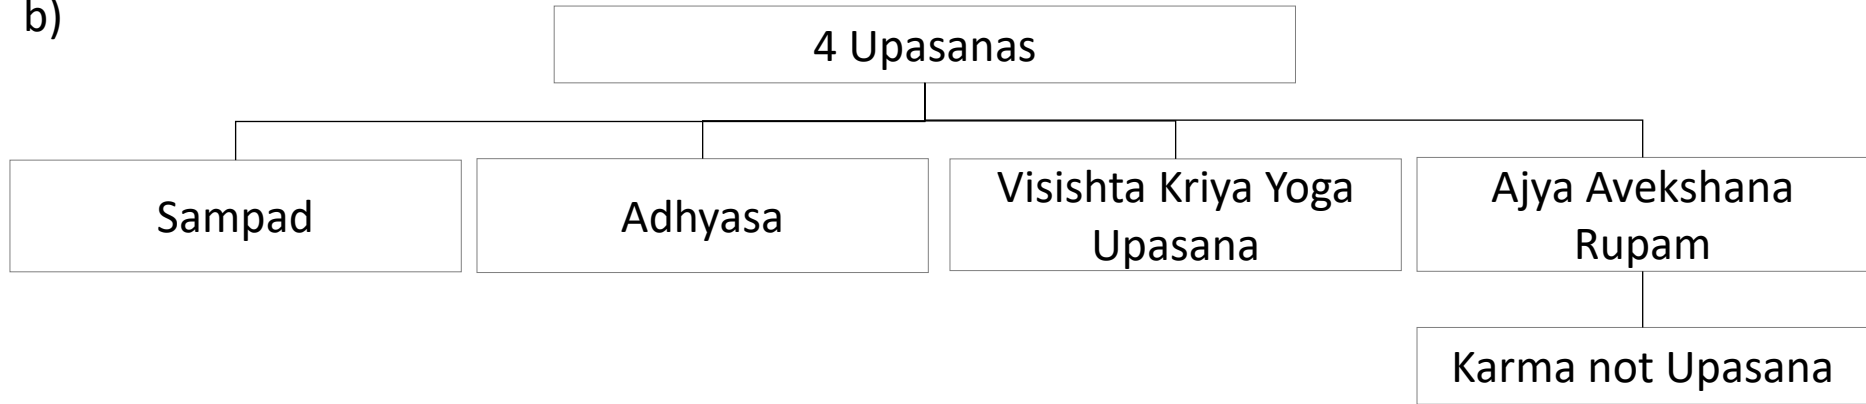 b)
4 Upasanas
Sampad
Adhyasa
Visishta Kriya Yoga
Upasana
Ajya Avekshana
Rupam
Karma not Upasana